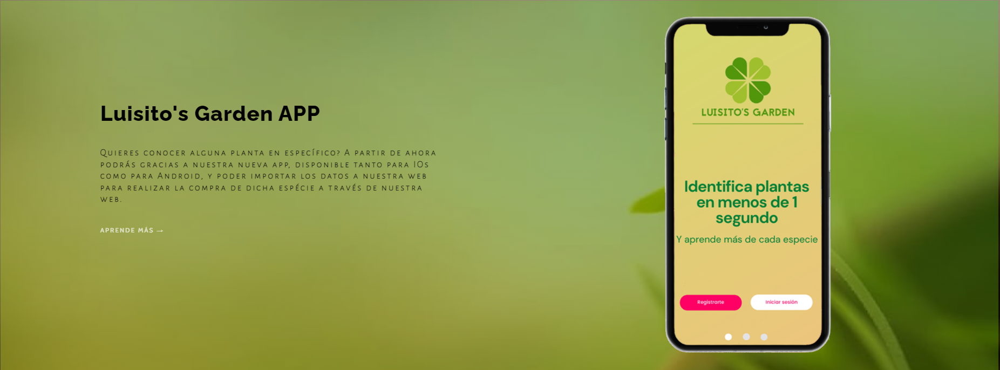 Luisito's Garden APP
Quieres conocer alguna planta en específico? A partir de ahora
podrás gracias a nuestra nueva app, disponible tanto para IOs
como para Android, y poder importar los datos a nuestra web
para realizar la compra de dicha espécie a través de nuestra
web.
APRENDE MÁS →
LUISITO'S GARDEN
Identifica plantas
en menos de 1
segundo
Y aprende más de cada especie
Registrarte
Iniciar sesión